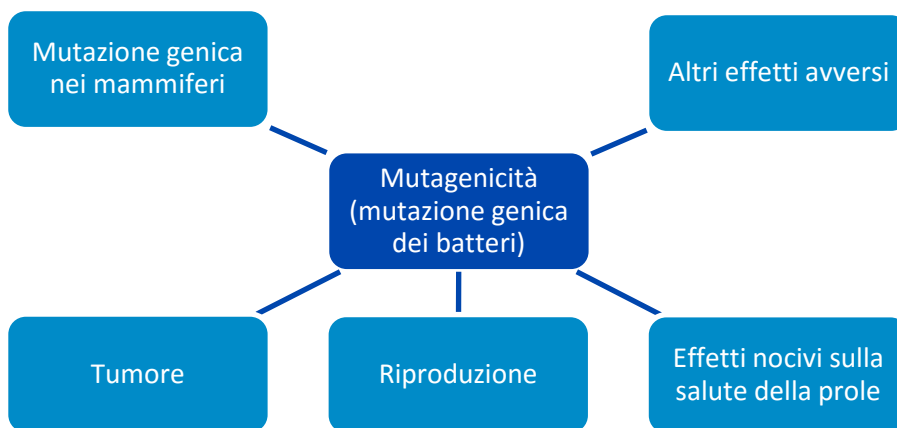 Mutazione genica
nei mammiferi
Altri effetti avversi
Mutagenicità
(mutazione genica
dei batteri)
Tumore
Riproduzione
Effetti nocivi sulla
salute della prole